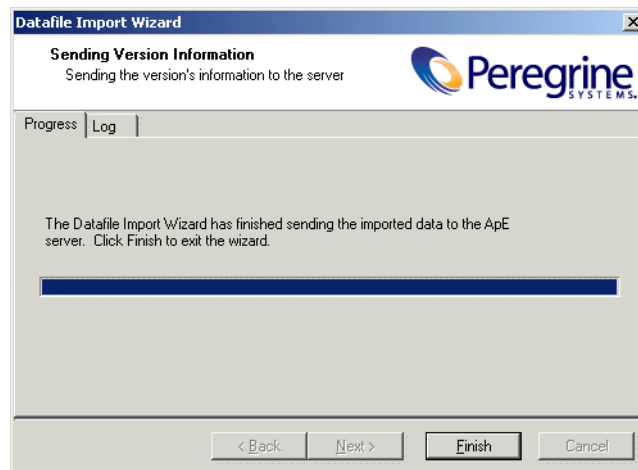 Datafile Import Wizard
Sending Version Information
Sending the version's information to the server
Peregrine
SYSTEMS
Progress
Log
The Datafile Import Wizard has finished sending the imported data to the ApE
server. Click Finish to exit the wizard.
< Back
Next >
Finish
Cancel